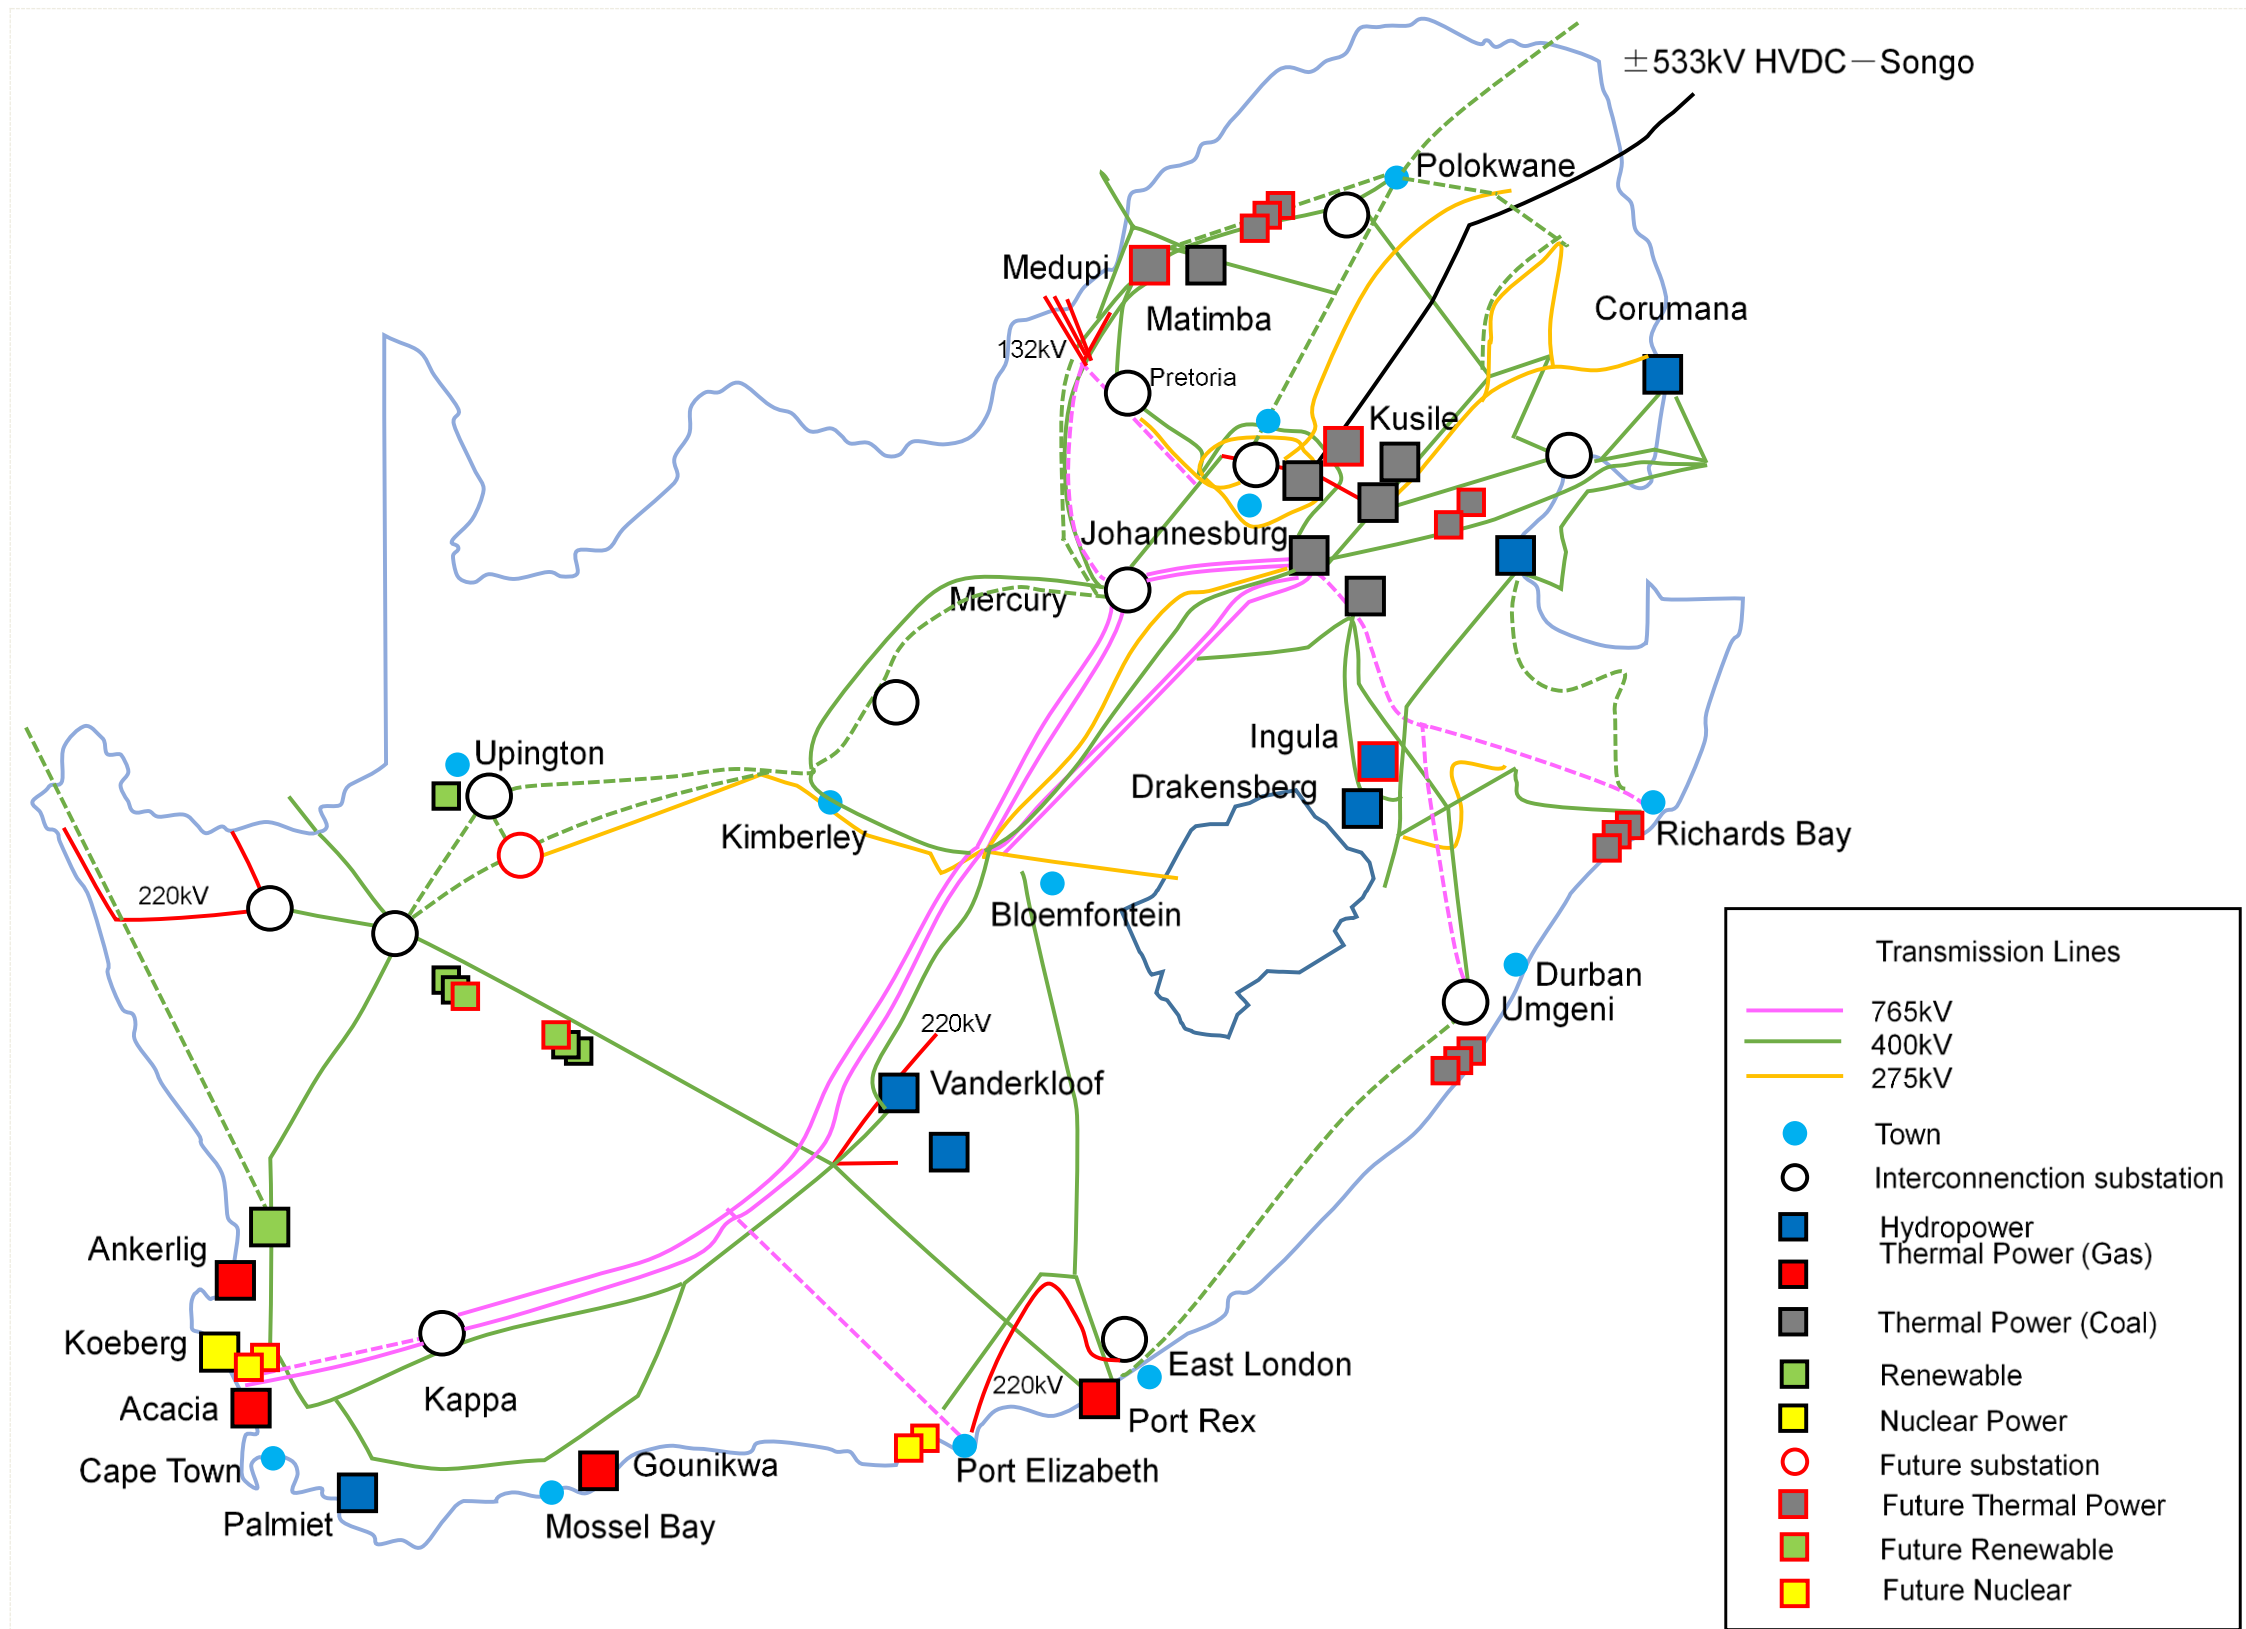 ±533kV HVDC－Songo
Polokwane
Medupi
Corumana
Matimba
132kV
Pretoria
Kusile
Johannesburg
Mercury
Ingula
Upington
Drakensberg
Kimberley
Richards Bay
220kV
Bloemfontein
Durban
Umgeni
220kV
Vanderkloof
Ankerlig
Koeberg
East London
220kV
Kappa
Acacia
Port Rex
Gounikwa
Cape Town
Port Elizabeth
Palmiet
Mossel Bay
Transmission Lines
765kV
400kV
275kV
Town
Interconnenction substation
Hydropower
Thermal Power (Gas)
Thermal Power (Coal)
Renewable
Nuclear Power
Future substation
Future Thermal Power
Future Renewable
Future Nuclear